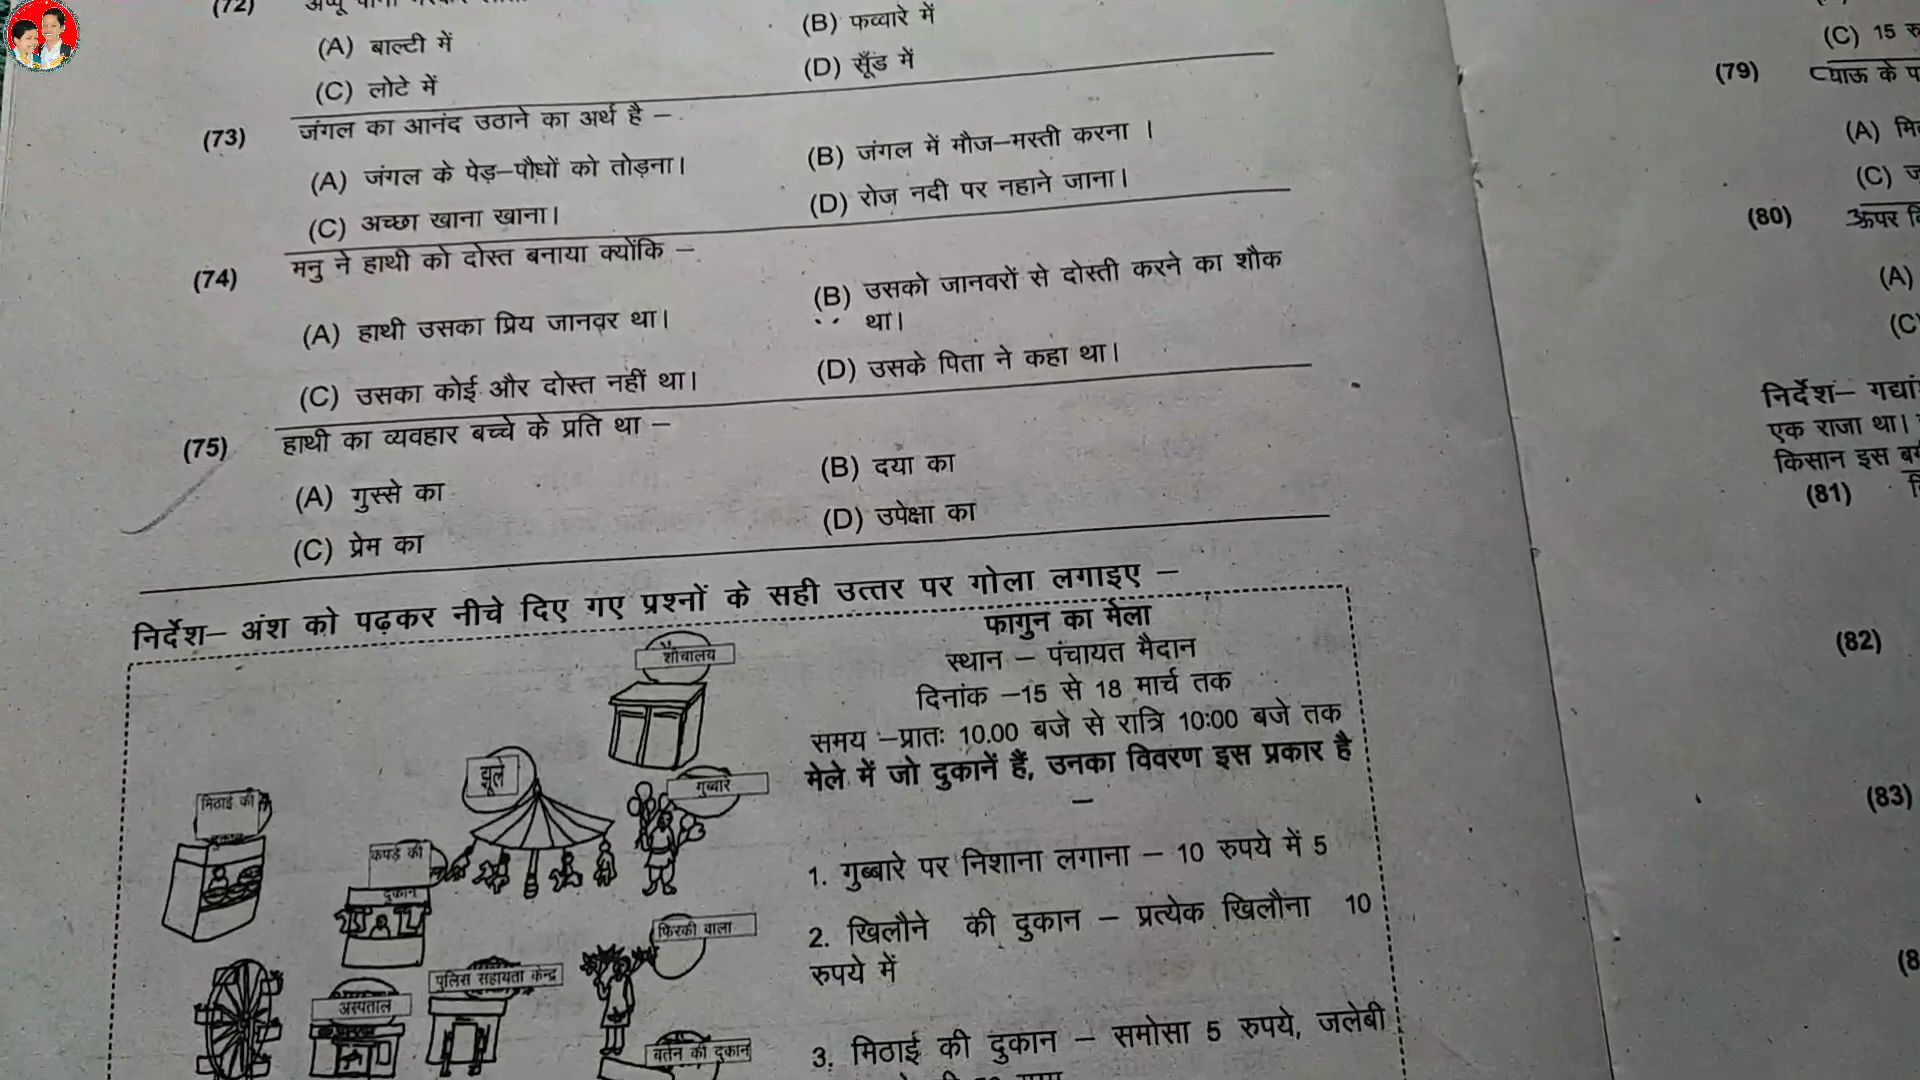 (72)
(A) बाल्टी में
(B) फव्वारे में
(C) लोटे में
(D) सूँड में
(73) जंगल का आनंद उठाने का अर्थ है –
(A) जंगल के पेड़–पौधों को तोड़ना।
(B) जंगल में मौज–मस्ती करना ।
(C) अच्छा खाना खाना।
(D) रोज नदी पर नहाने जाना।
(74) मनु ने हाथी को दोस्त बनाया क्योंकि –
(A) हाथी उसका प्रिय जानवर था।
(B) उसको जानवरों से दोस्ती करने का शौक
था।
(C) उसका कोई और दोस्त नहीं था।
(D) उसके पिता ने कहा था।
(75) हाथी का व्यवहार बच्चे के प्रति था –
(A) गुस्से का
(B) दया का
(C) प्रेम का
(D) उपेक्षा का
निर्देश– अंश को पढ़कर नीचे दिए गए प्रश्नों के सही उत्तर पर गोला लगाइए –
फागुन का मेला
स्थान – पंचायत मैदान
दिनांक –15 से 18 मार्च तक
समय –प्रातः 10.00 बजे से रात्रि 10:00 बजे तक
मेले में जो दुकानें हैं, उनका विवरण इस प्रकार है
–
1. गुब्बारे पर निशाना लगाना – 10 रुपये में 5
2. खिलौने की दुकान – प्रत्येक खिलौना 10
रुपये में
3. मिठाई की दुकान – समोसा 5 रुपये, जलेबी
शौचालय
झूले
गुब्बारे
मिठाई की
कपड़े की
दुकान
फिरकी वाला
पुलिस सहायता केन्द्र
अस्पताल
बर्तन की दुकान
(C) 15
(79) प्याऊ के
(A)
(C)
(80) ऊपर
(A)
(C)
निर्देश–
एक राजा था।
किसान इस
(81)
(82)
(83)